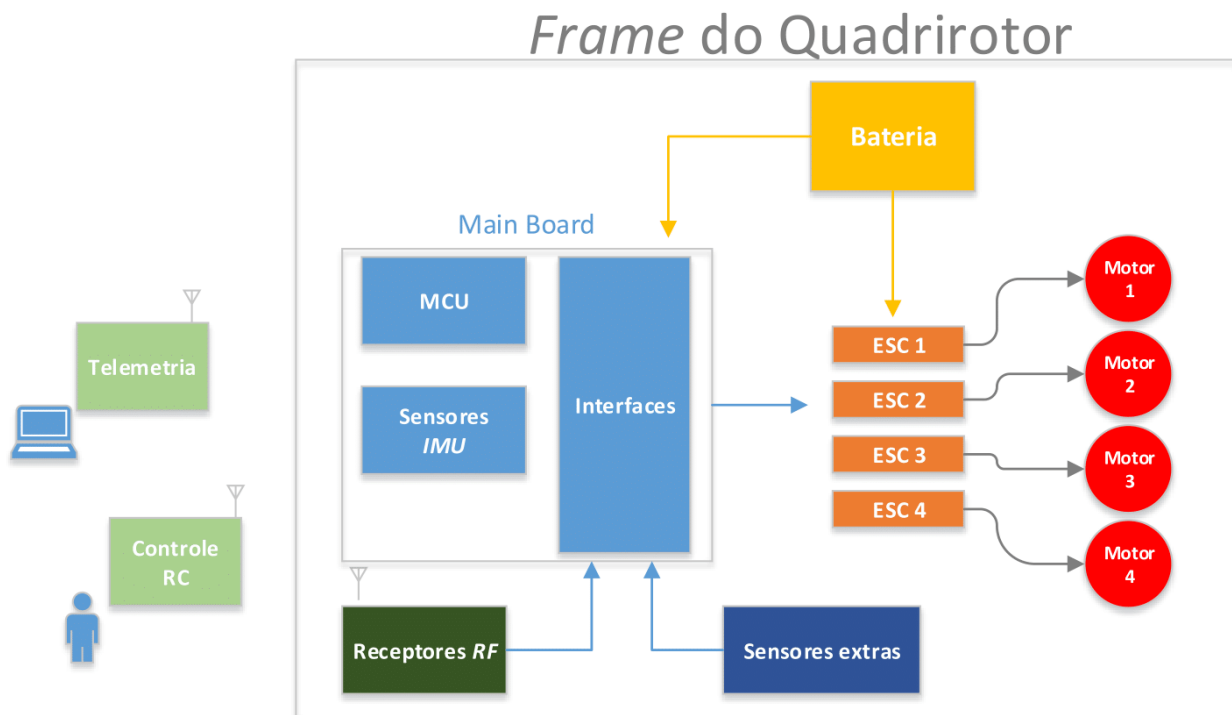 Frame do Quadrirotor
Bateria
Main Board
MCU
Sensores
IMU
Interfaces
Telemetria
Controle
RC
Receptores RF
Sensores extras
ESC 1
ESC 2
ESC 3
ESC 4
Motor
1
Motor
2
Motor
3
Motor
4